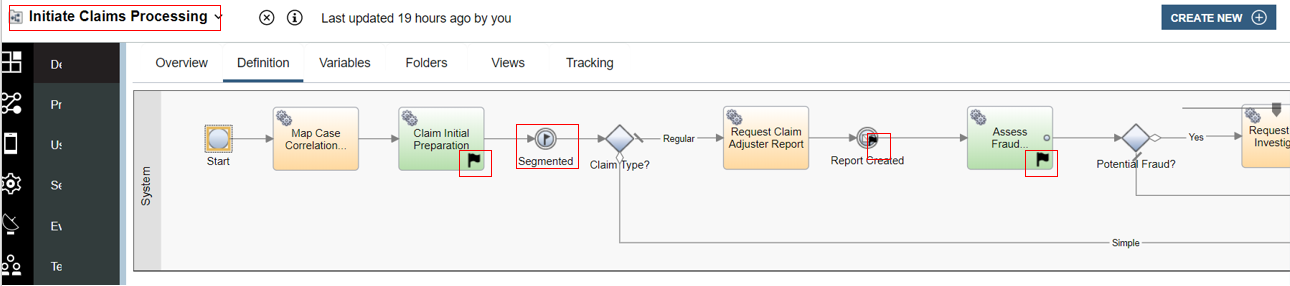 Initiate Claims Processing
Last updated 19 hours ago by you
CREATE NEW
De
Pr
Us
Se
Ev
Te
Overview
Definition
Variables
Folders
Views
Tracking
System
Start
Map Case
Correlation...
Claim Initial
Preparation
Segmented
Claim Type?
Regular
Request Claim
Adjuster Report
Report Created
Assess
Fraud...
Potential Fraud?
Yes
Request
Investig
Simple